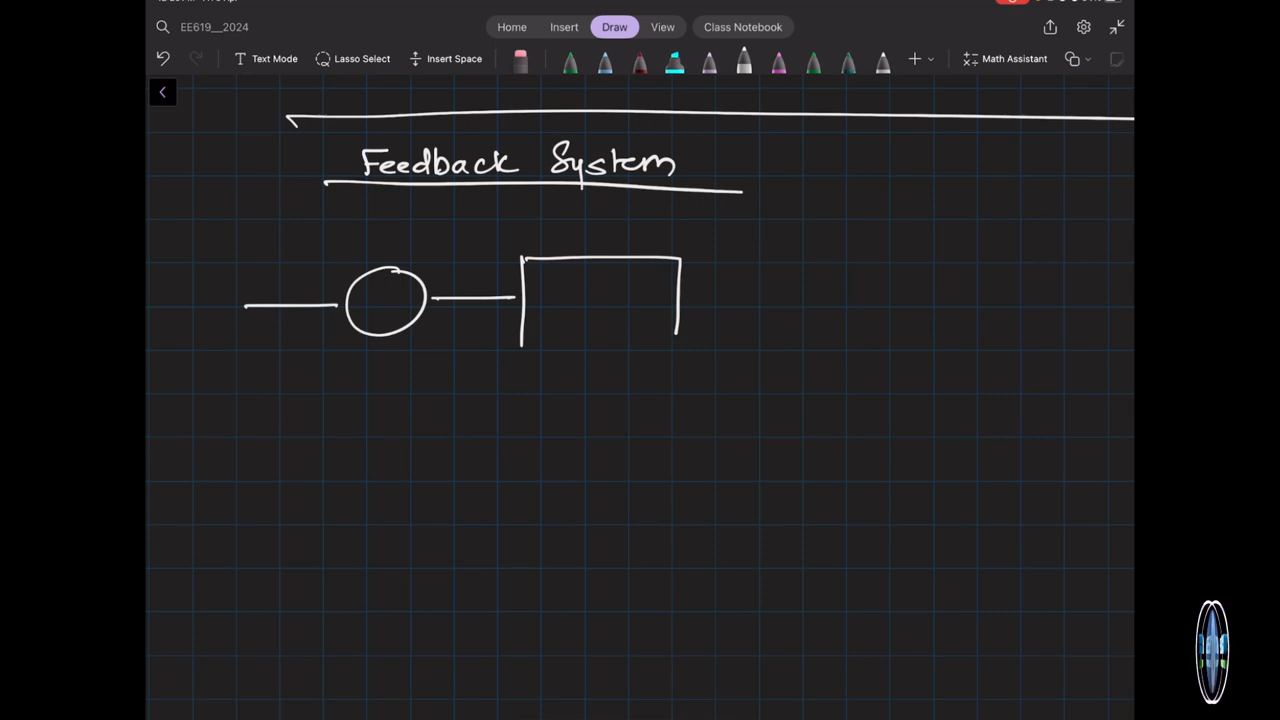 EE619__2024
Home Insert Draw View Class Notebook
Text Mode Lasso Select Insert Space Math Assistant
Feedback System